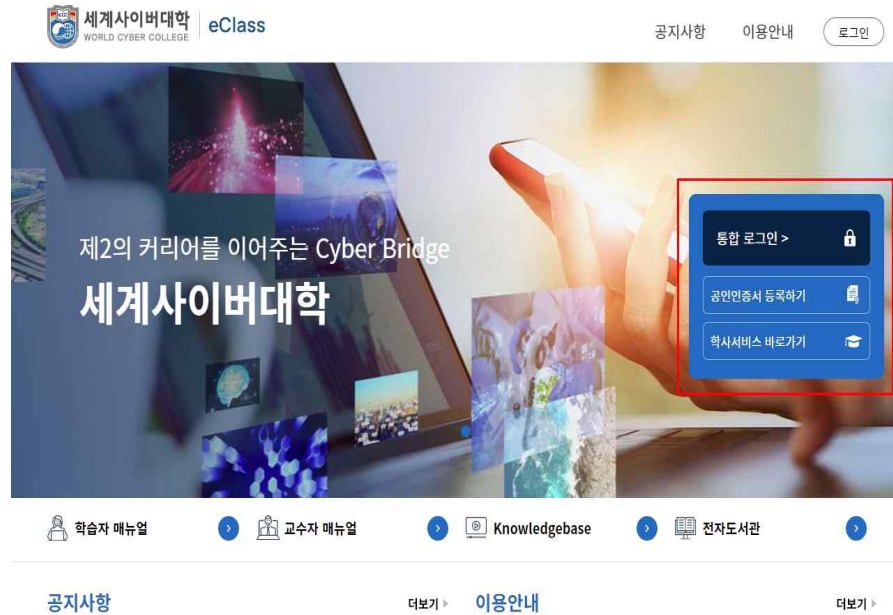 세계사이버대학
WORLD CYBER COLLEGE
eClass
공지사항
이용안내
로그인
제2의 커리어를 이어주는 Cyber Bridge
세계사이버대학
통합 로그인 >
공인인증서 등록하기
학사서비스 바로가기
학습자 매뉴얼
교수자 매뉴얼
Knowledgebase
전자도서관
공지사항
더보기
이용안내
더보기